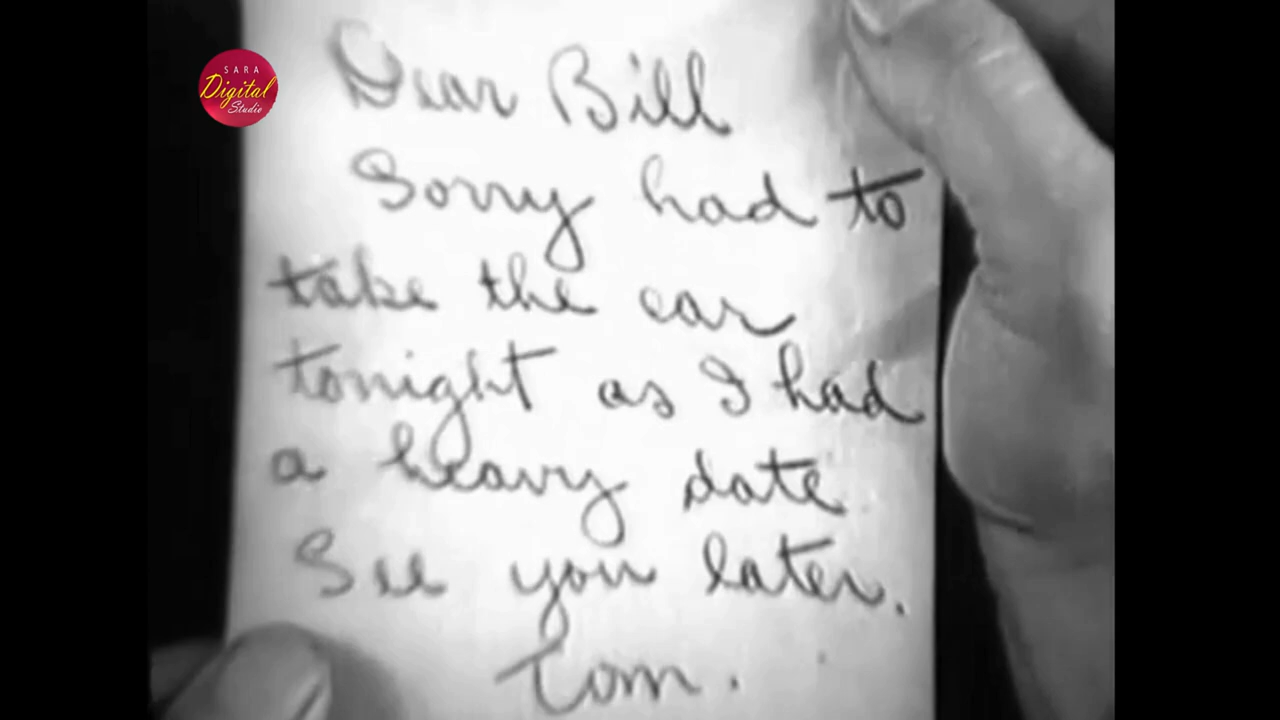 SARA
Digital
Studio
Dear Bill
Sorry had to
take the car
tonight as I had
a heavy date
See you later.
Tom.